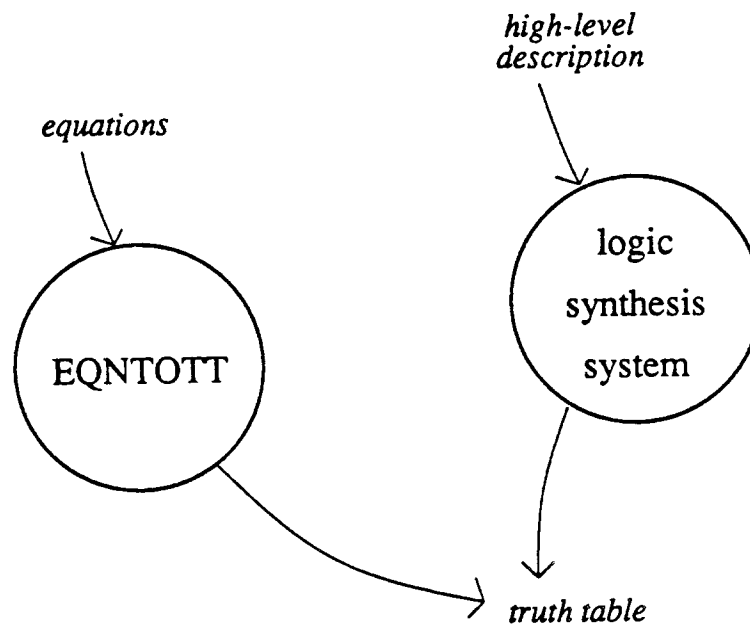 high-level
description
equations
logic
synthesis
system
EQNTOTT
truth table